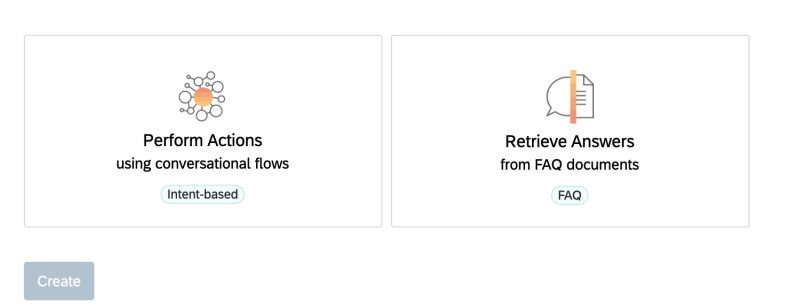 Perform Actions
using conversational flows
Intent-based
Retrieve Answers
from FAQ documents
FAQ
Create